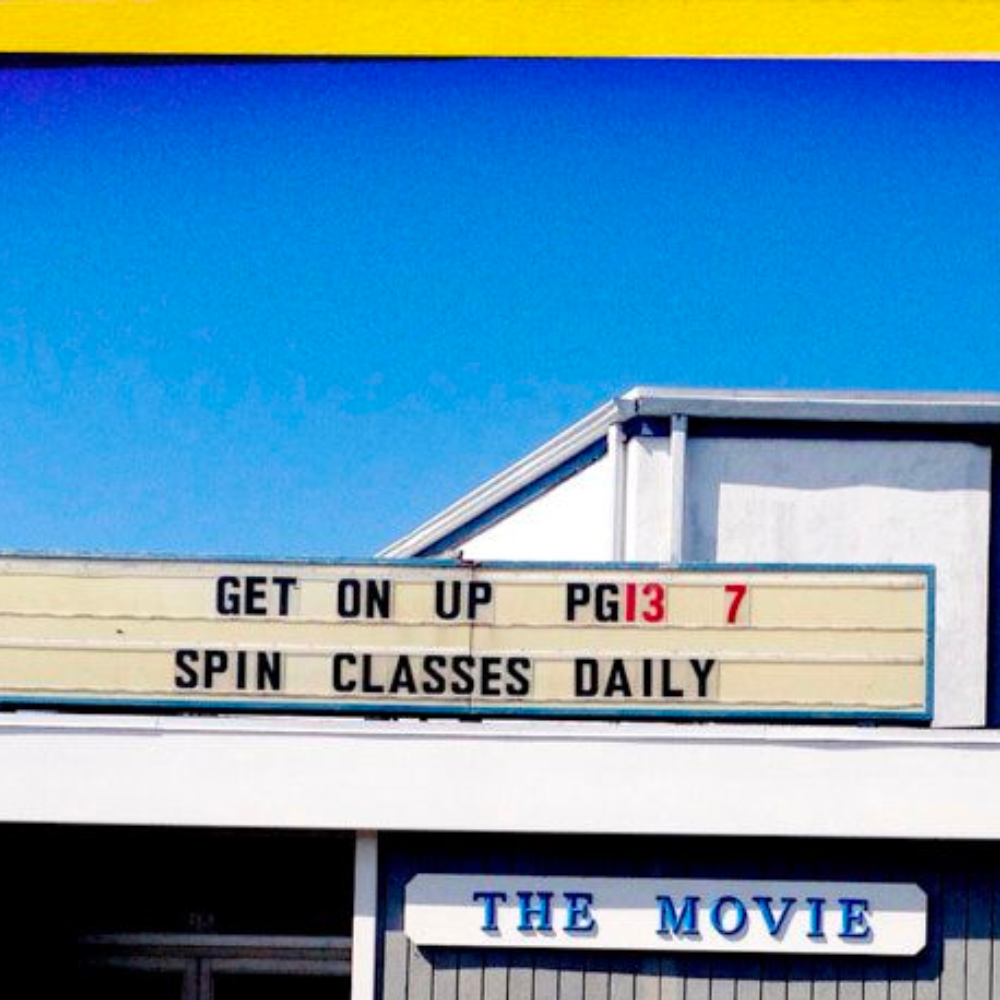 GET ON UP PG13 7
SPIN CLASSES DAILY
THE MOVIE